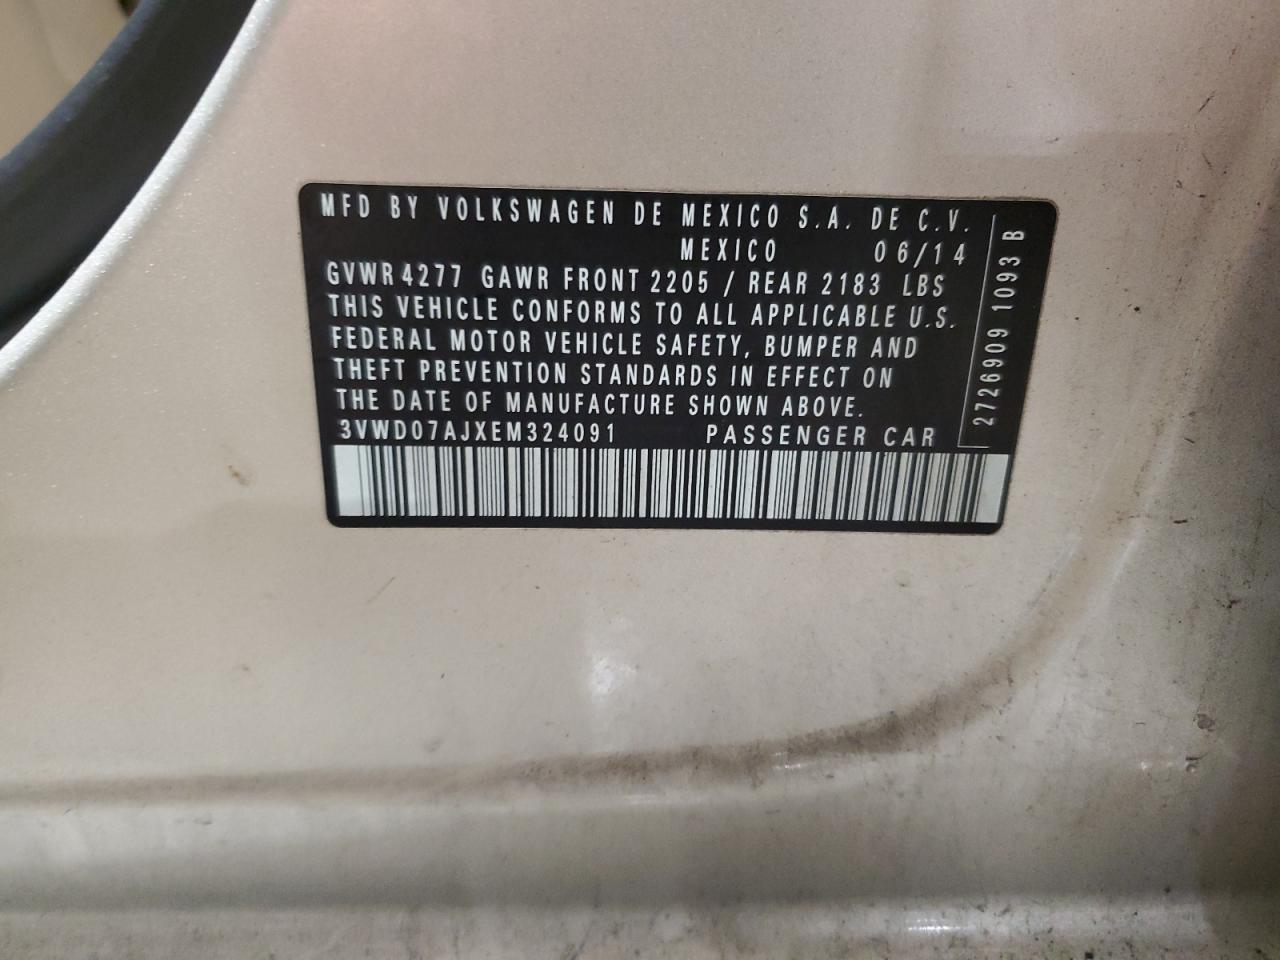 MFD BY VOLKSWAGEN DE MEXICO S.A. DE C.V.
MEXICO 06/14
GVWR 4277 GAWR FRONT 2205 / REAR 2183 LBS
THIS VEHICLE CONFORMS TO ALL APPLICABLE U.S.
FEDERAL MOTOR VEHICLE SAFETY, BUMPER AND
THEFT PREVENTION STANDARDS IN EFFECT ON
THE DATE OF MANUFACTURE SHOWN ABOVE.
3VWD07AJXEM324091 PASSENGER CAR
2726909 1093 B